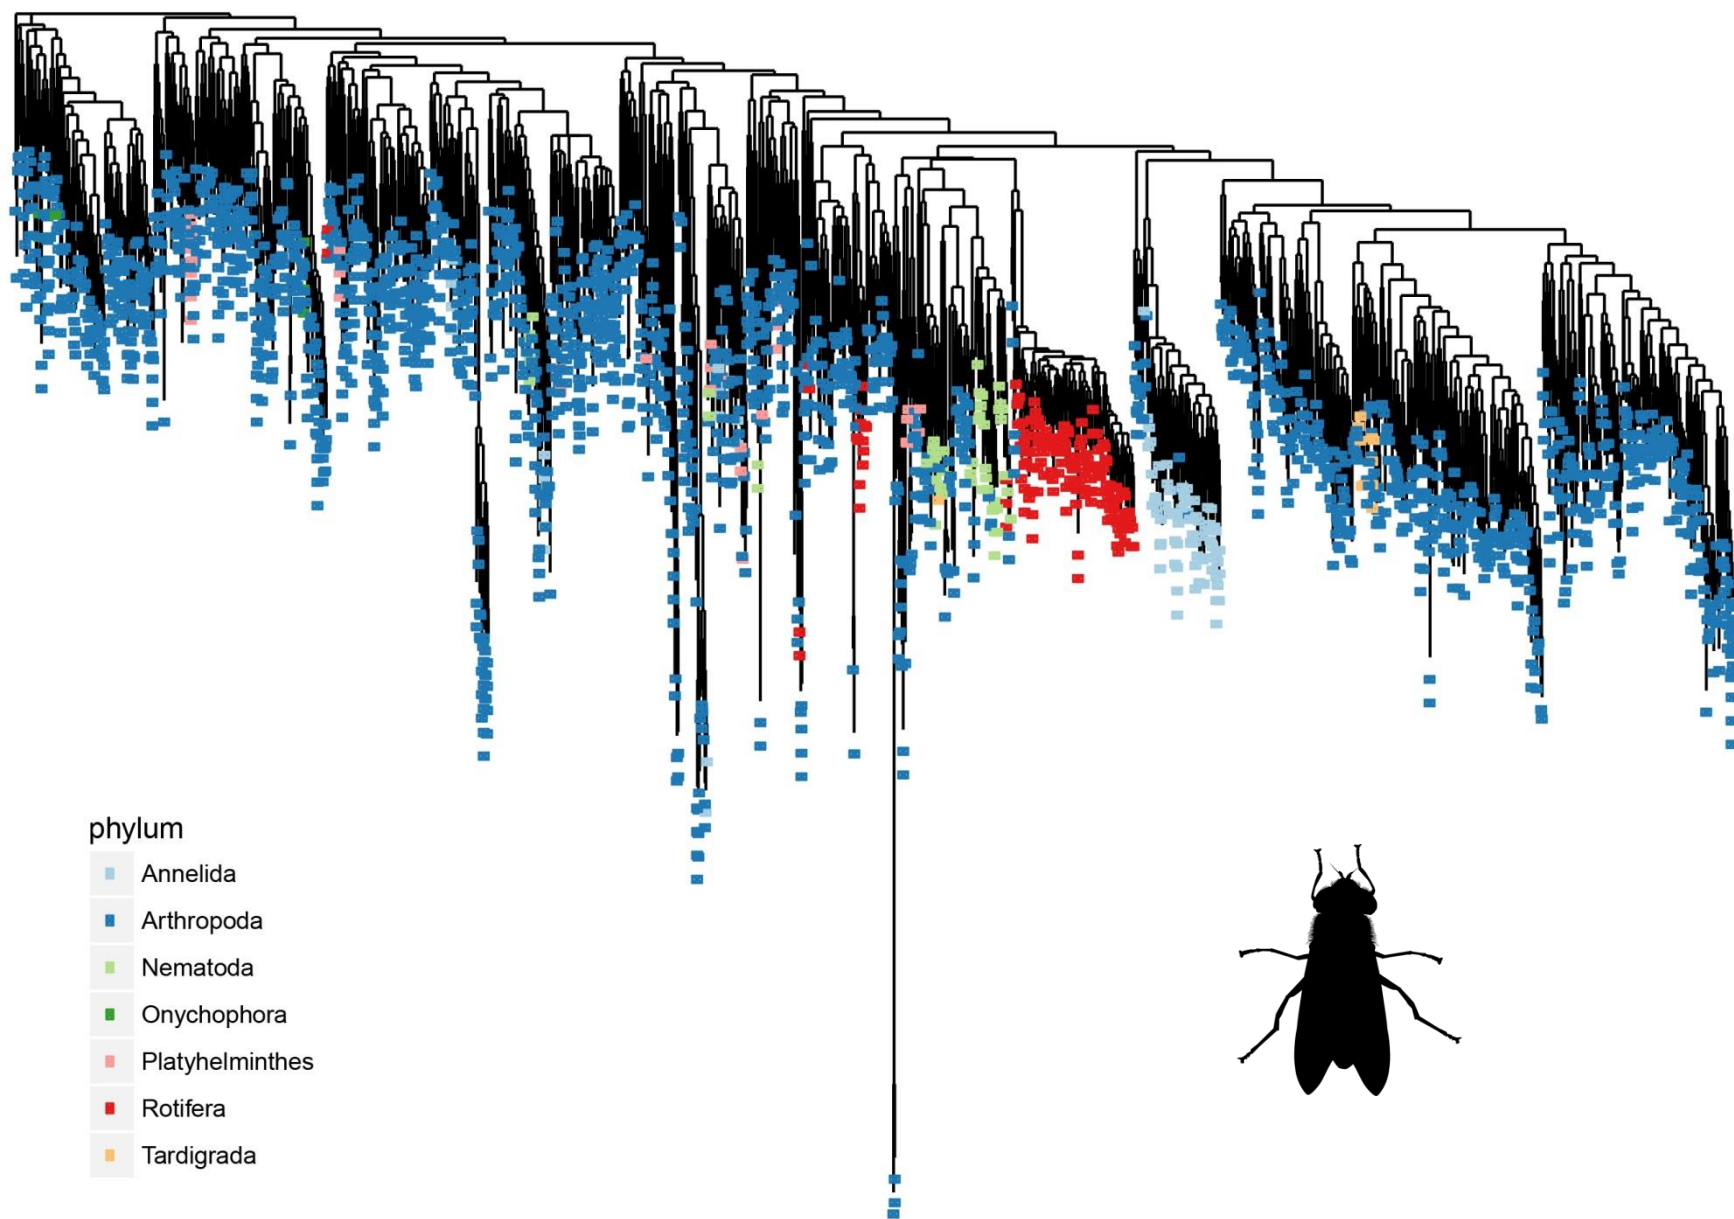 phylum
Annelida
Arthropoda
Nematoda
Onychophora
Platyhelminthes
Rotifera
Tardigrada